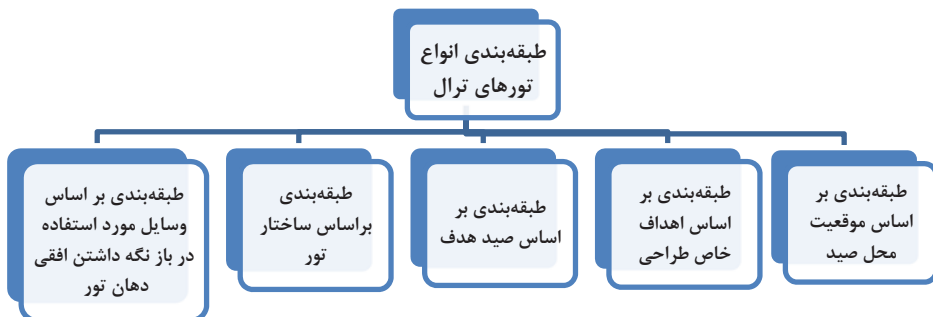 طبقه‌بندی انواع
تورهای ترال
طبقه‌بندی بر
اساس موقعیت
محل صید
طبقه‌بندی بر
اساس اهداف
خاص طراحی
طبقه‌بندی بر
اساس صید هدف
طبقه‌بندی
براساس ساختار
تور
طبقه‌بندی بر اساس
وسایل مورد استفاده
در باز نگه داشتن افقی
دهان تور